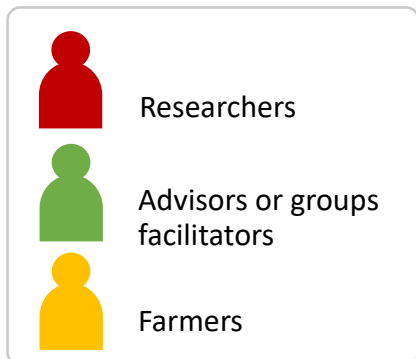 Researchers
Advisors or groups
facilitators
Farmers